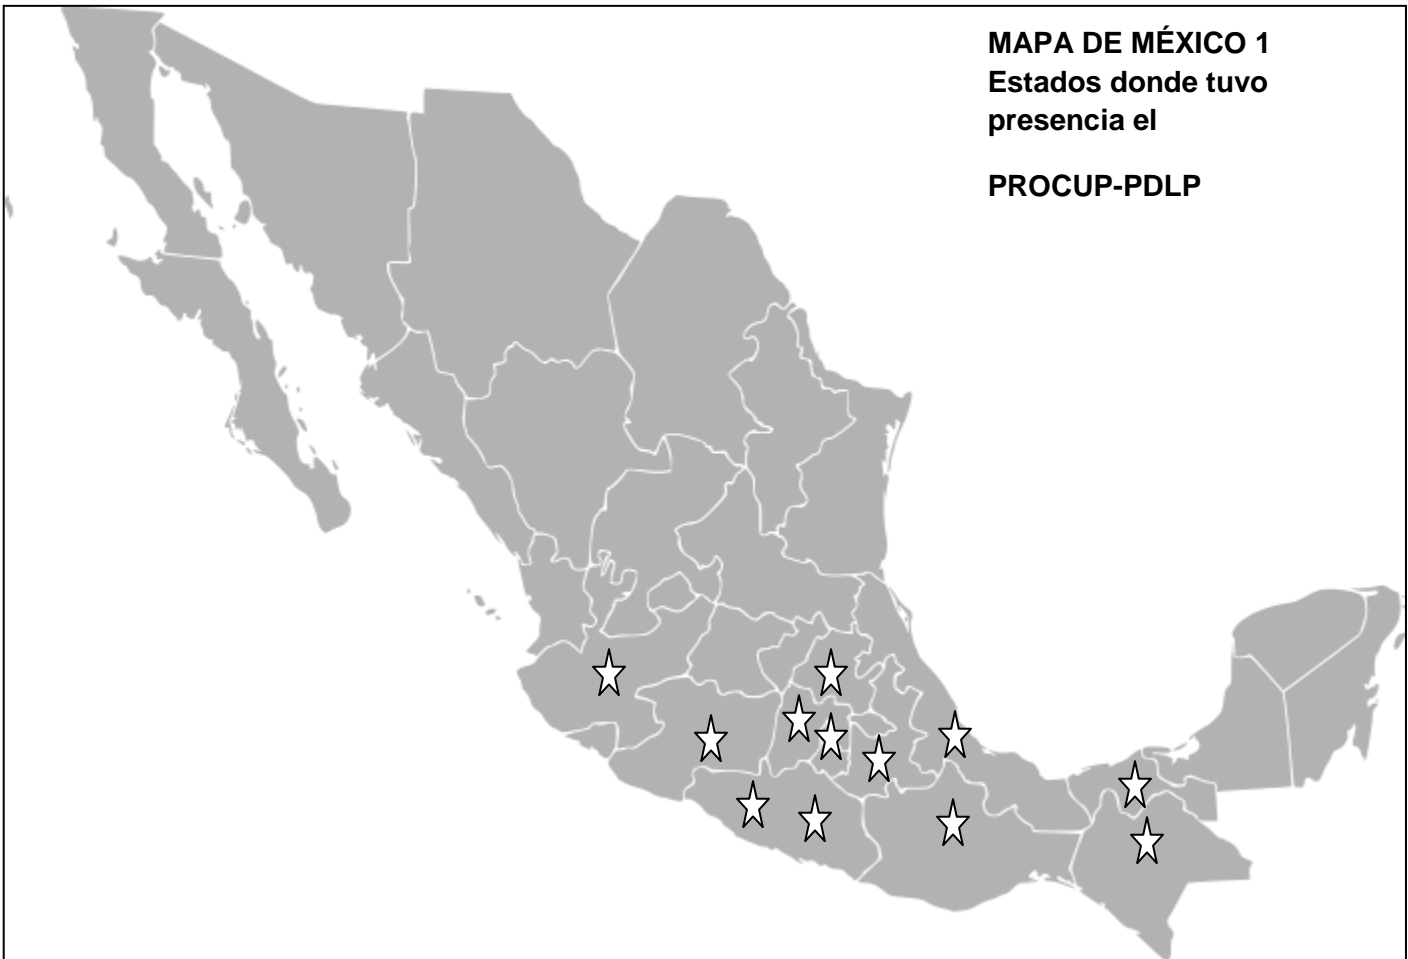 MAPA DE MÉXICO 1
Estados donde tuvo
presencia el
PROCUP-PDLP